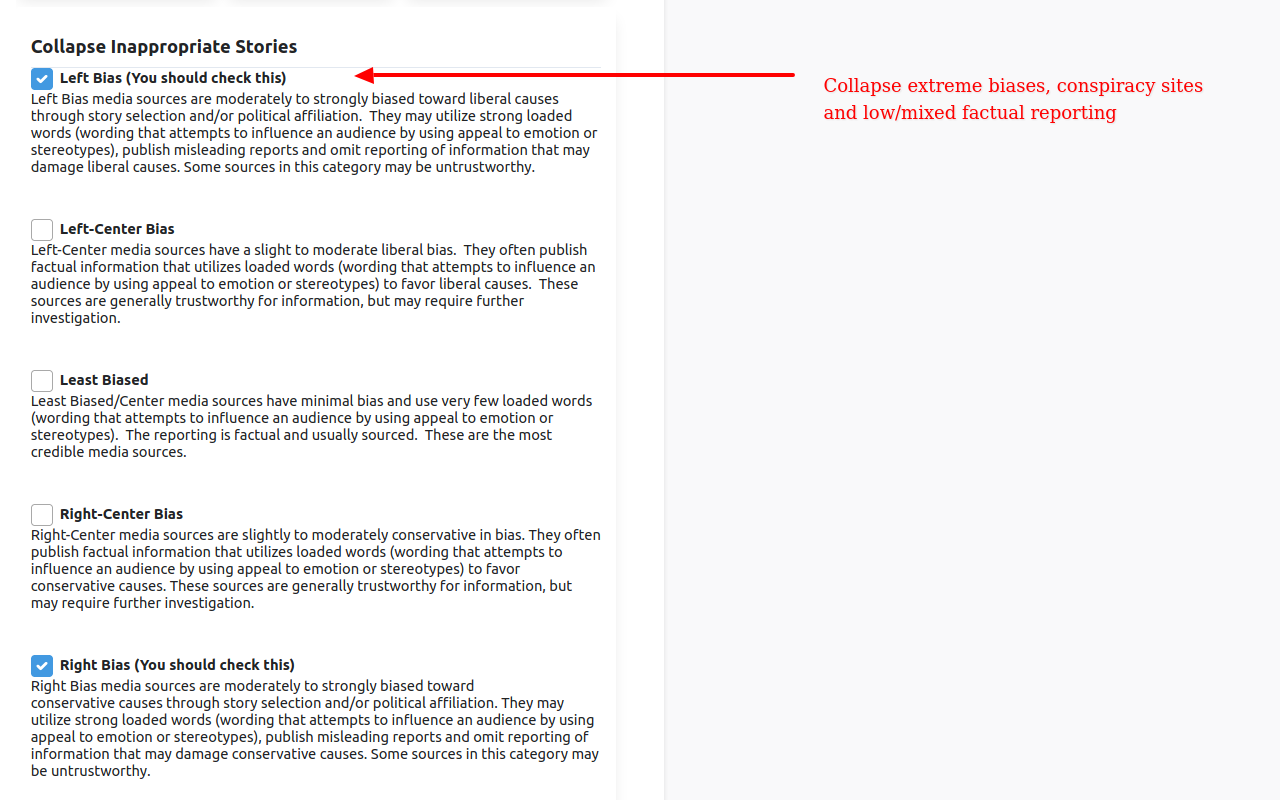 Collapse Inappropriate Stories
Left Bias (You should check this)
Left Bias media sources are moderately to strongly biased toward liberal causes
through story selection and/or political affiliation.  They may utilize strong loaded
words (wording that attempts to influence an audience by using appeal to emotion or
stereotypes), publish misleading reports and omit reporting of information that may
damage liberal causes. Some sources in this category may be untrustworthy.
Collapse extreme biases, conspiracy sites
and low/mixed factual reporting
Left-Center Bias
Left-Center media sources have a slight to moderate liberal bias.  They often publish
factual information that utilizes loaded words (wording that attempts to influence an
audience by using appeal to emotion or stereotypes) to favor liberal causes.  These
sources are generally trustworthy for information, but may require further
investigation.
Least Biased
Least Biased/Center media sources have minimal bias and use very few loaded words
(wording that attempts to influence an audience by using appeal to emotion or
stereotypes).  The reporting is factual and usually sourced.  These are the most
credible media sources.
Right-Center Bias
Right-Center media sources are slightly to moderately conservative in bias. They often
publish factual information that utilizes loaded words (wording that attempts to
influence an audience by using appeal to emotion or stereotypes) to favor
conservative causes. These sources are generally trustworthy for information, but
may require further investigation.
Right Bias (You should check this)
Right Bias media sources are moderately to strongly biased toward
conservative causes through story selection and/or political affiliation. They may
utilize strong loaded words (wording that attempts to influence an audience by using
appeal to emotion or stereotypes), publish misleading reports and omit reporting of
information that may damage conservative causes. Some sources in this category may
be untrustworthy.